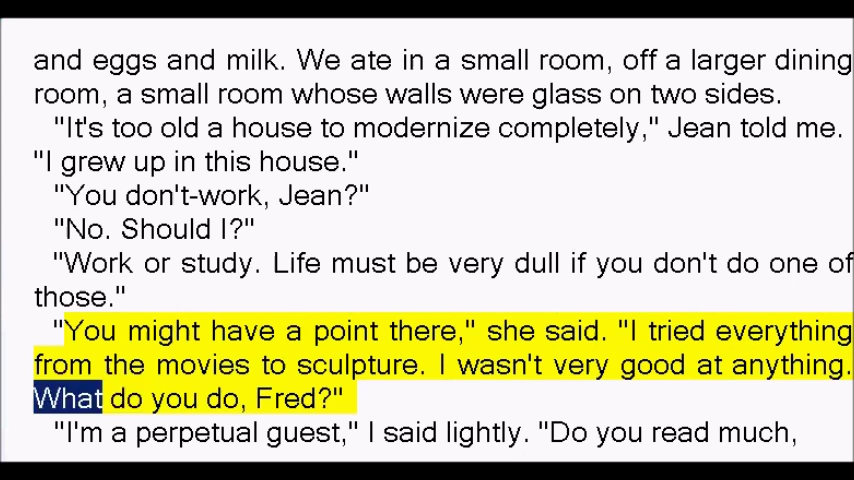 and eggs and milk. We ate in a small room, off a larger dining
room, a small room whose walls were glass on two sides.
"It's too old a house to modernize completely," Jean told me.
"I grew up in this house."
"You don't-work, Jean?"
"No. Should I?"
"Work or study. Life must be very dull if you don't do one of
those."
"You might have a point there," she said. "I tried everything
from the movies to sculpture. I wasn't very good at anything.
What do you do, Fred?"
"I'm a perpetual guest," I said lightly. "Do you read much,